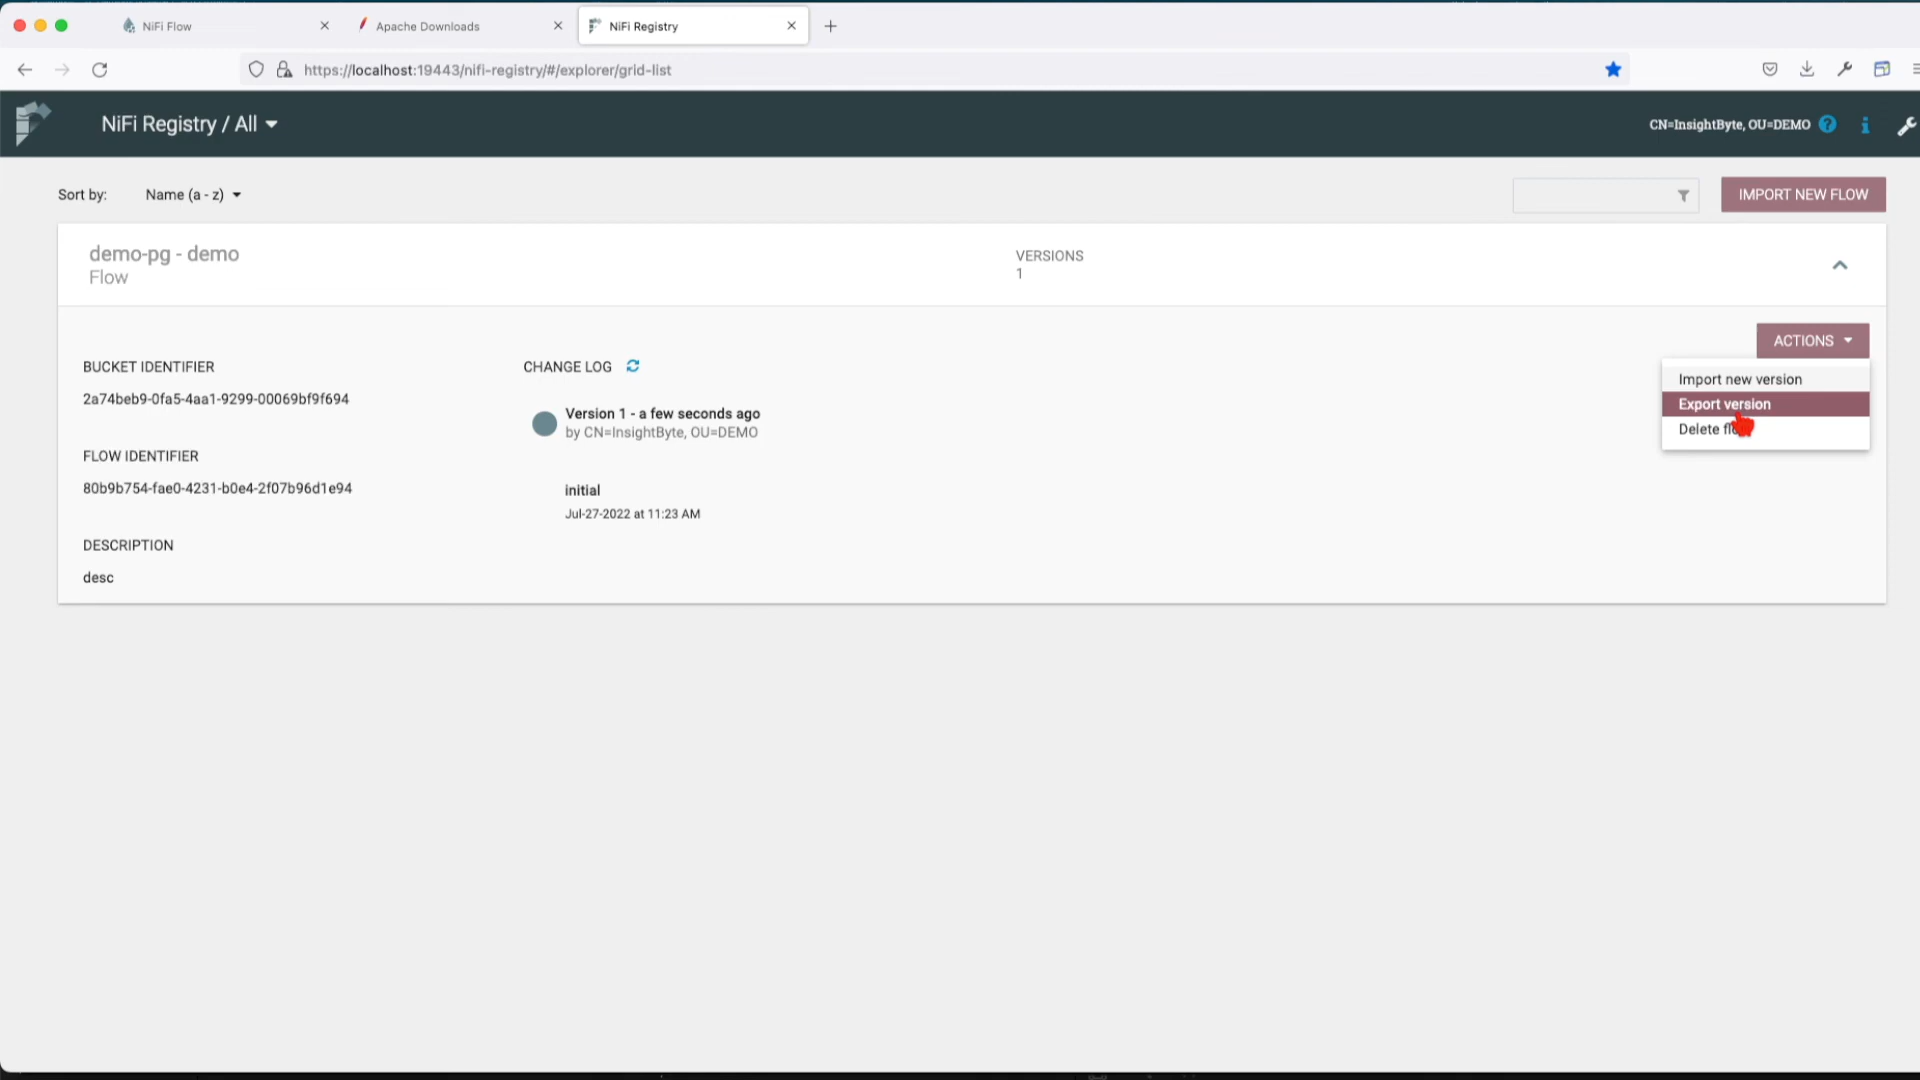 NiFi Flow
Apache Downloads
NiFi Registry
https://localhost:19443/nifi-registry/#/explorer/grid-list
NiFi Registry / All
CN=InsightByte, OU=DEMO
Sort by:
Name (a - z)
IMPORT NEW FLOW
demo-pg - demo
Flow
VERSIONS
1
ACTIONS
Import new version
Export version
Delete
BUCKET IDENTIFIER
2a74beb9-0fa5-4aa1-9299-00069bf9f694
FLOW IDENTIFIER
80b9b754-fae0-4231-b0e4-2f07b96d1e94
DESCRIPTION
desc
CHANGE LOG
Version 1 - a few seconds ago
by CN=InsightByte, OU=DEMO
initial
Jul-27-2022 at 11:23 AM